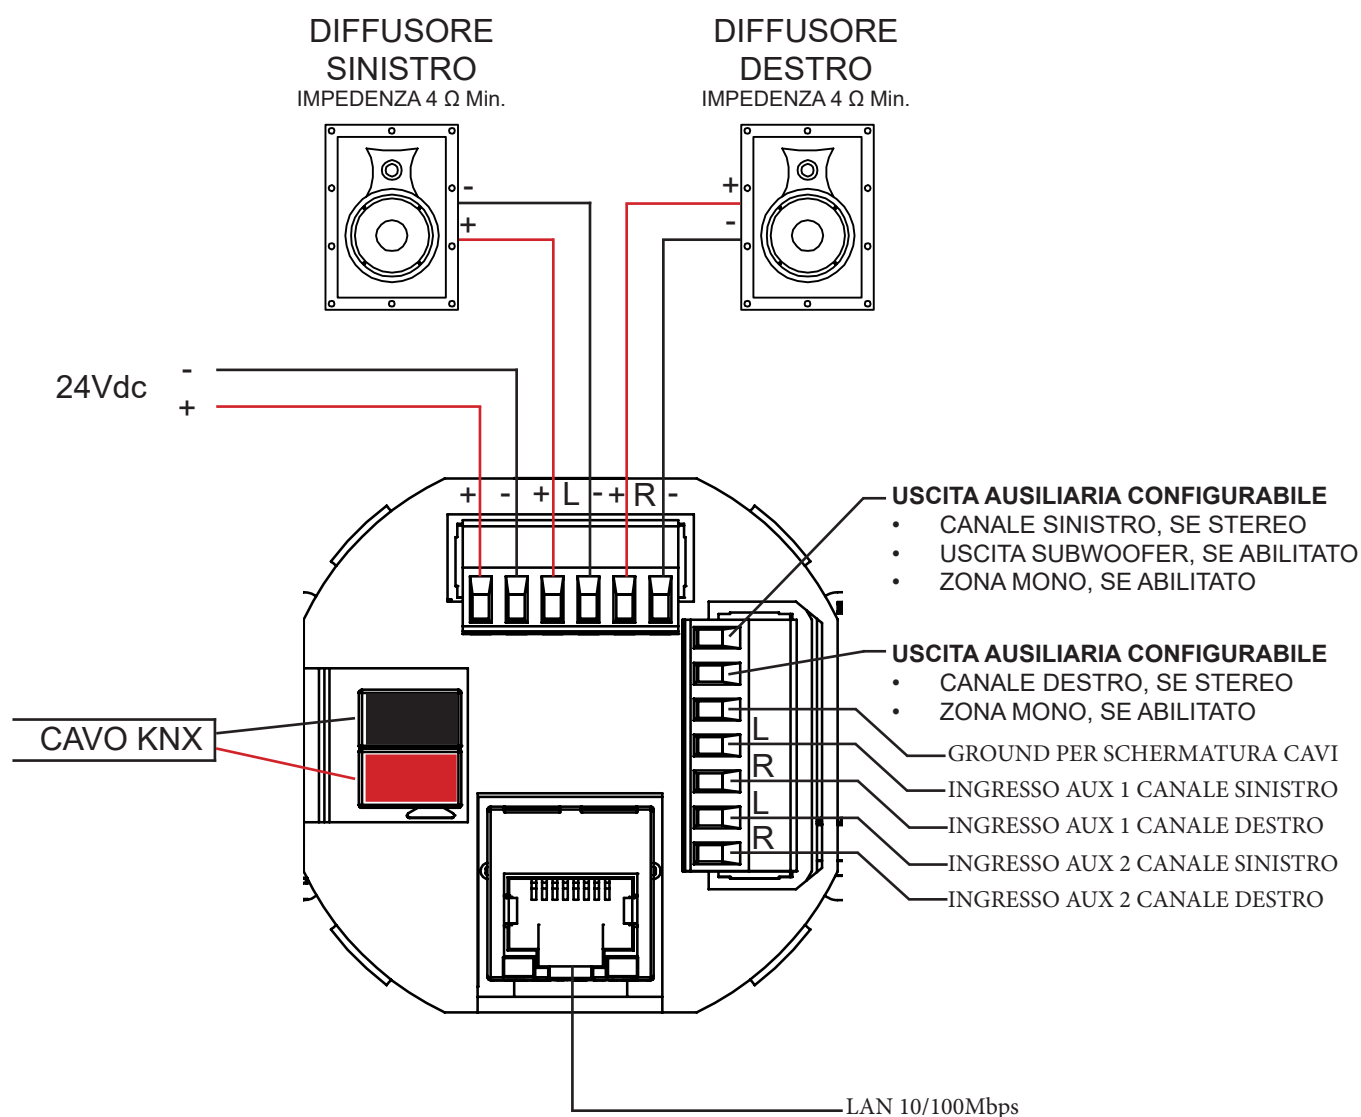 DIFFUSORE
SINISTRO
IMPEDENZA 4 Ω Min.
DIFFUSORE
DESTRO
IMPEDENZA 4 Ω Min.
-
+
+
-
24Vdc
-
+
+ - + L - + R -
USCITA AUSILIARIA CONFIGURABILE
• CANALE SINISTRO, SE STEREO
• USCITA SUBWOOFER, SE ABILITATO
• ZONA MONO, SE ABILITATO
USCITA AUSILIARIA CONFIGURABILE
• CANALE DESTRO, SE STEREO
• ZONA MONO, SE ABILITATO
L
R
L
R
GROUND PER SCHERMATURA CAVI
INGRESSO AUX 1 CANALE SINISTRO
INGRESSO AUX 1 CANALE DESTRO
INGRESSO AUX 2 CANALE SINISTRO
INGRESSO AUX 2 CANALE DESTRO
CAVO KNX
LAN 10/100Mbps